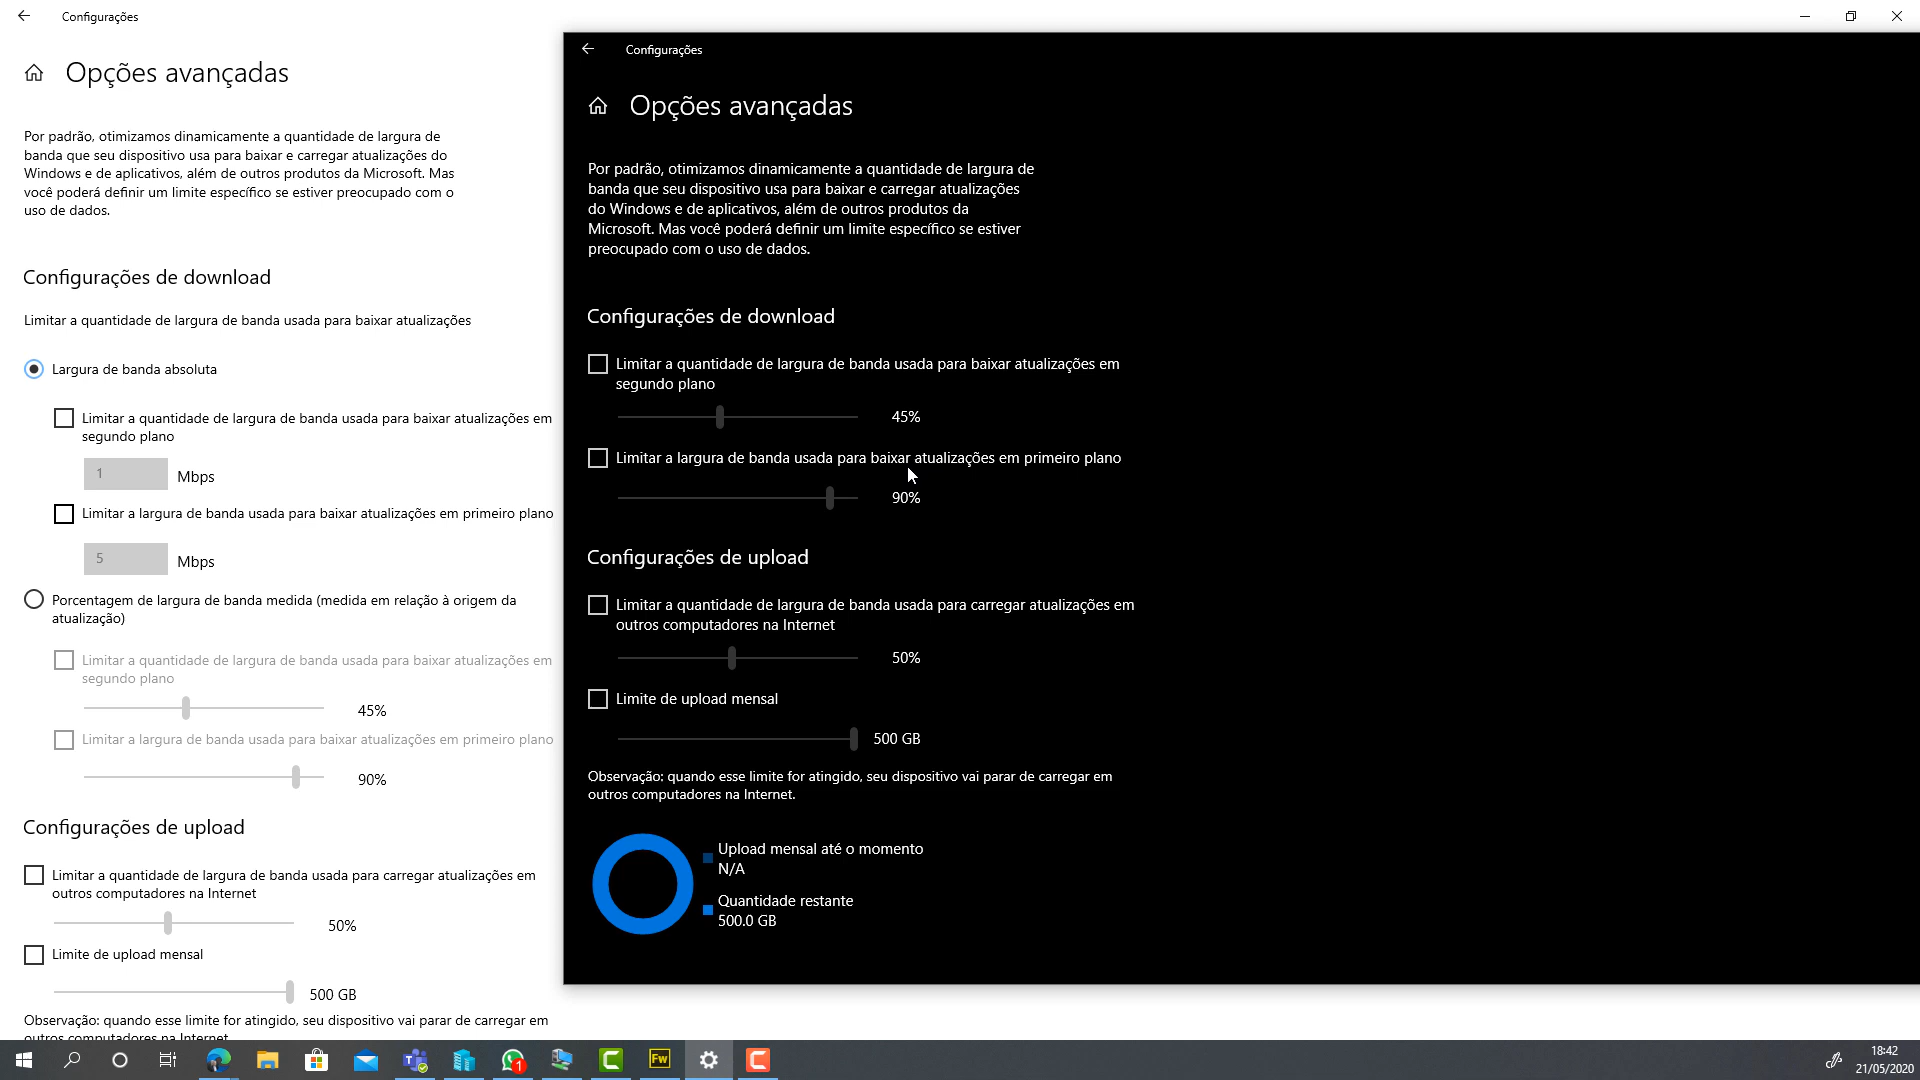 Configurações
Opções avançadas
Por padrão, otimizamos dinamicamente a quantidade de largura de
banda que seu dispositivo usa para baixar e carregar atualizações do
Windows e de aplicativos, além de outros produtos da Microsoft. Mas
você poderá definir um limite específico se estiver preocupado com o
uso de dados.
Configurações de download
Limitar a quantidade de largura de banda usada para baixar atualizações
Largura de banda absoluta
Limitar a quantidade de largura de banda usada para baixar atualizações em
segundo plano
1
Mbps
Limitar a largura de banda usada para baixar atualizações em primeiro plano
5
Mbps
Porcentagem de largura de banda medida (medida em relação à origem da
atualização)
Limitar a quantidade de largura de banda usada para baixar atualizações em
segundo plano
45%
Limitar a largura de banda usada para baixar atualizações em primeiro plano
90%
Configurações de upload
Limitar a quantidade de largura de banda usada para carregar atualizações em
outros computadores na Internet
50%
Limite de upload mensal
500 GB
Observação: quando esse limite for atingido, seu dispositivo vai parar de carregar em
outros computadores na Internet.
Configurações
Opções avançadas
Por padrão, otimizamos dinamicamente a quantidade de largura de
banda que seu dispositivo usa para baixar e carregar atualizações
do Windows e de aplicativos, além de outros produtos da
Microsoft. Mas você poderá definir um limite específico se estiver
preocupado com o uso de dados.
Configurações de download
Limitar a quantidade de largura de banda usada para baixar atualizações em
segundo plano
45%
Limitar a largura de banda usada para baixar atualizações em primeiro plano
90%
Configurações de upload
Limitar a quantidade de largura de banda usada para carregar atualizações em
outros computadores na Internet
50%
Limite de upload mensal
500 GB
Observação: quando esse limite for atingido, seu dispositivo vai parar de carregar em
outros computadores na Internet.
Upload mensal até o momento
N/A
Quantidade restante
500.0 GB
1
Fw
18:42
21/05/2020